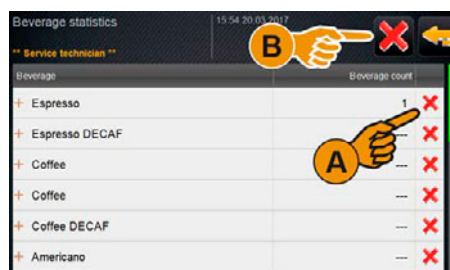 Beverage statistics
15:54 20.03.2017
** Service technician **
B
Beverage
Beverage count
+ Espresso
1
+ Espresso DECAF
---
A
+ Coffee
---
+ Coffee
---
+ Coffee DECAF
---
+ Americano
---